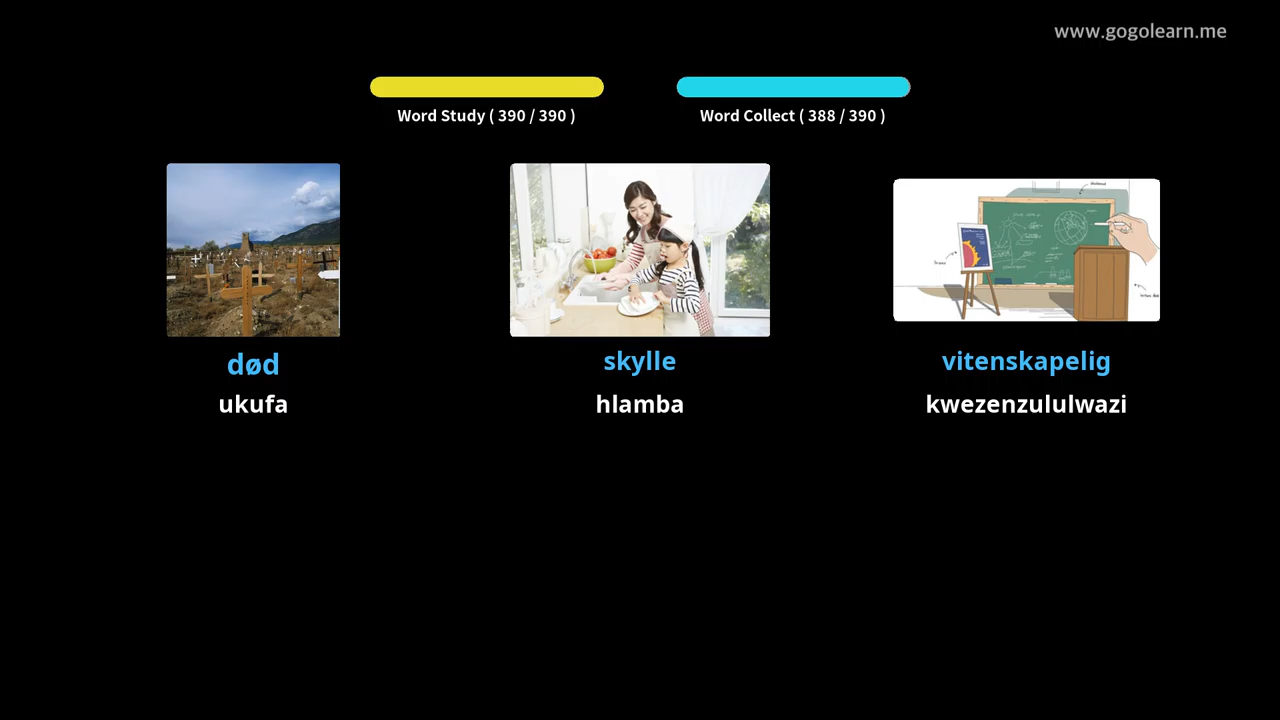 www.gogolearn.me
Word Study ( 390 / 390 )
Word Collect ( 388 / 390 )
død
skylle
vitenskapelig
ukufa
hlamba
kwezenzululwazi